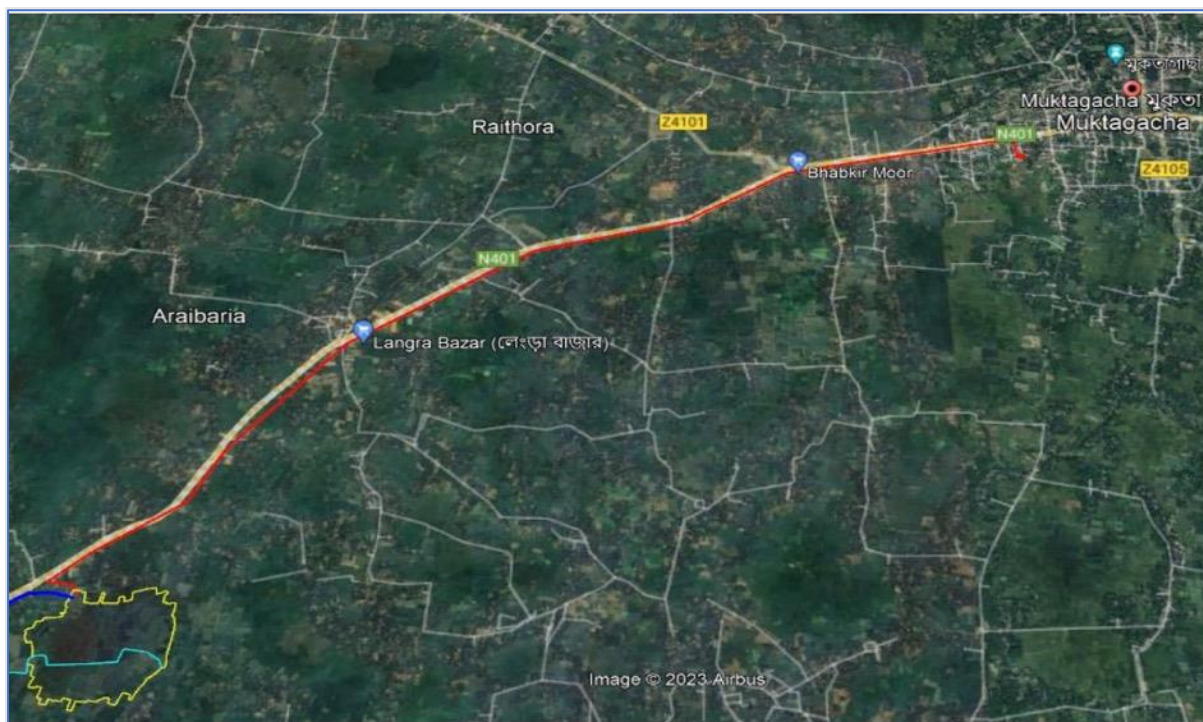 মুক্তাগাছা
Muktagacha মুক্তা
Muktagacha
N401
Z4101
Raithora
Z4105
Bhabkir Moor
N401
Araibaria
Langra Bazar (লেংড়া বাজার)
Image © 2023 Airbus